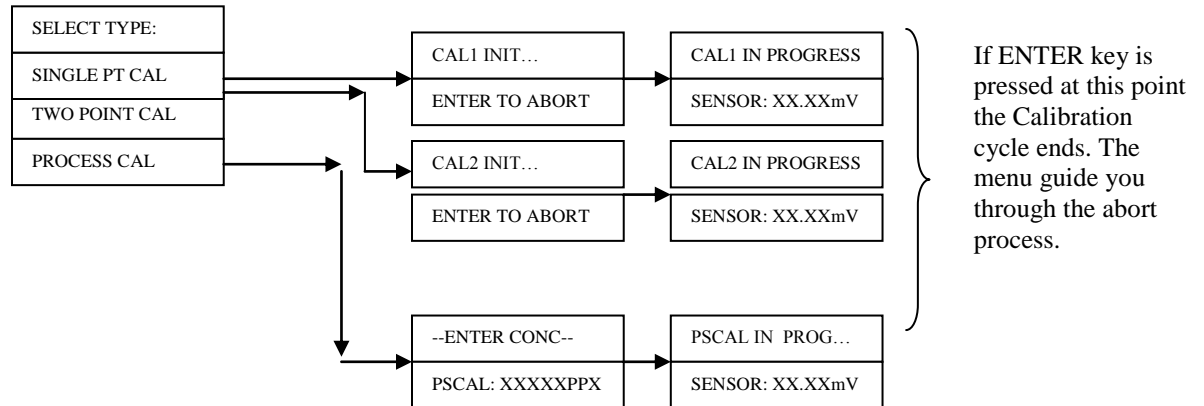 SELECT TYPE:
SINGLE PT CAL
TWO POINT CAL
PROCESS CAL
CAL1 INIT…
ENTER TO ABORT
CAL1 IN PROGRESS
SENSOR: XX.XXmV
CAL2 INIT…
ENTER TO ABORT
CAL2 IN PROGRESS
SENSOR: XX.XXmV
--ENTER CONC--
PSCAL: XXXXXPPX
PSCAL IN PROG…
SENSOR: XX.XXmV
If ENTER key is
pressed at this point
the Calibration
cycle ends. The
menu guide you
through the abort
process.